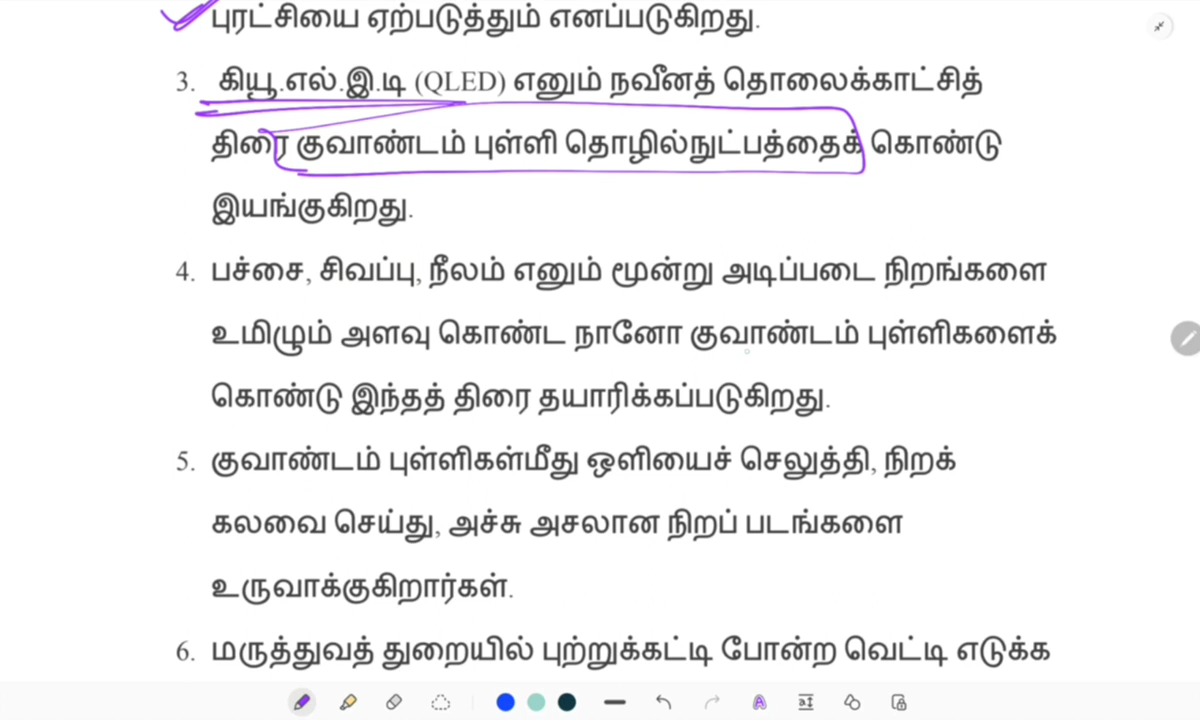 புரட்சியை ஏற்படுத்தும் எனப்படுகிறது.
3. கியூ.எல்.இ.டி (QLED) எனும் நவீனத் தொலைக்காட்சித்
திரை குவாண்டம் புள்ளி தொழில்நுட்பத்தைக் கொண்டு
இயங்குகிறது.
4. பச்சை, சிவப்பு, நீலம் எனும் மூன்று அடிப்படை நிறங்களை
உமிழும் அளவு கொண்ட நானோ குவாண்டம் புள்ளிகளைக்
கொண்டு இந்தத் திரை தயாரிக்கப்படுகிறது.
5. குவாண்டம் புள்ளிகள்மீது ஒளியைச் செலுத்தி, நிறக்
கலவை செய்து, அச்சு அசலான நிறப் படங்களை
உருவாக்குகிறார்கள்.
6. மருத்துவத் துறையில் புற்றுக்கட்டி போன்ற வெட்டி எடுக்க